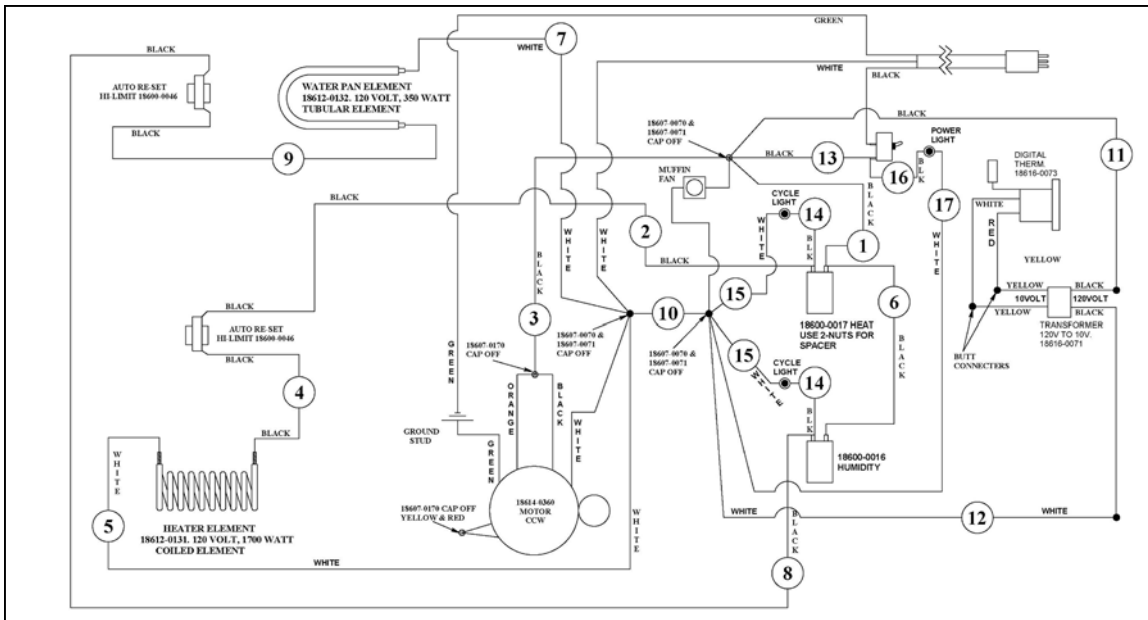 GREEN
BLACK
WHITE
7
WHITE
BLACK
AUTO RE-SET
HI-LIMIT 18600-0046
WATER PAN ELEMENT
18612-0132. 120 VOLT, 350 WATT
TUBULAR ELEMENT
BLACK
9
18607-0070 &
18607-0071
CAP OFF
BLACK
13
BLACK
POWER
LIGHT
11
16
BLK
17
WHITE
DIGITAL
THERM.
18616-0073
WHITE
RED
MUFFIN
FAN
CYCLE
LIGHT
14
BLACK
BLK
1
WHITE
BLACK
2
BLACK
WHITE
WHITE
BLACK
3
15
6
BLACK
YELLOW
YELLOW
BLACK
10VOLT
120VOLT
YELLOW
BLACK
TRANSFORMER
120V TO 10V.
18616-0071
BUTT
CONNECTERS
18600-0017 HEAT
USE 2-NUTS FOR
SPACER
10
18607-0070 &
18607-0071
CAP OFF
18607-0070 &
18607-0071
CAP OFF
15
WHITE
CYCLE
LIGHT
14
BLK
18600-0016
HUMIDITY
BLACK
AUTO RE-SET
HI-LIMIT 18600-0046
BLACK
4
BLACK
18607-0170
CAP OFF
GREEN
ORANGE
BLACK
WHITE
GROUND
STUD
GREEN
18614-0360
MOTOR
CCW
18607-0170 CAP OFF
YELLOW & RED
WHITE
5
HEATER ELEMENT
18612-0131. 120 VOLT, 1700 WATT
COILED ELEMENT
WHITE
WHITE
WHITE
12
WHITE
BLACK
8